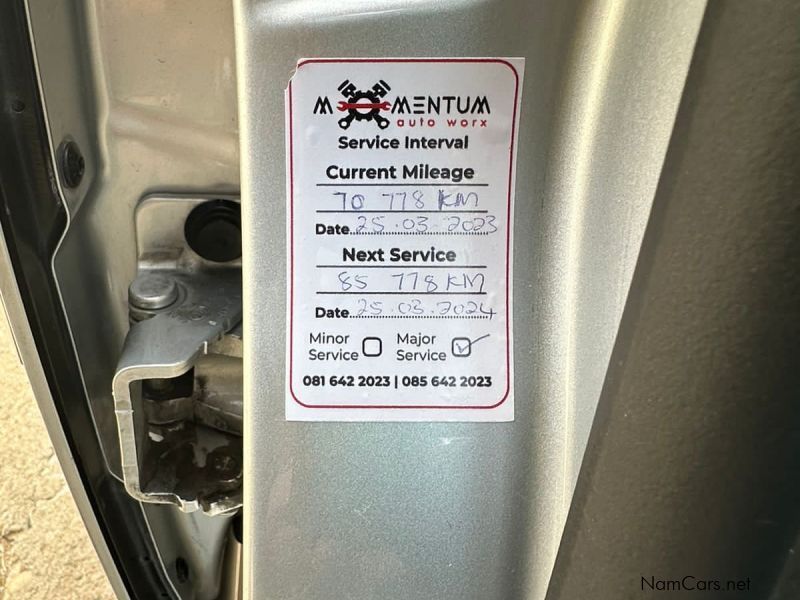 MOMENTUM
auto worx
Service Interval
Current Mileage
70 778 KM
Date 25.03.2023
Next Service
85 778 KM
Date 25.03.2024
Minor Service Major Service
081 642 2023 | 085 642 2023
NamCars.net